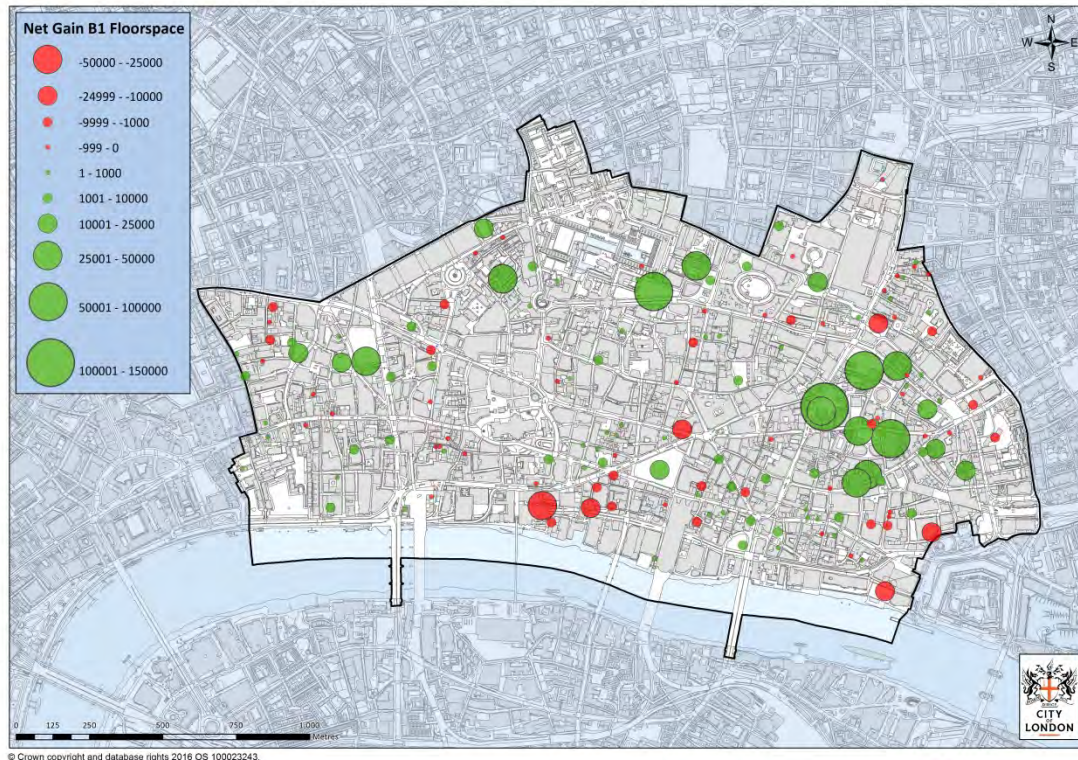 Net Gain B1 Floorspace
-50000 - -25000
-24999 - -10000
-9999 - -1000
-999 - 0
1 - 1000
1001 - 10000
10001 - 25000
25001 - 50000
50001 - 100000
100001 - 150000
N
W E
S
0 125 250 500 750 1,000
Metres
CITY
OF
LONDON
© Crown copyright and database rights 2016 OS 100023243.